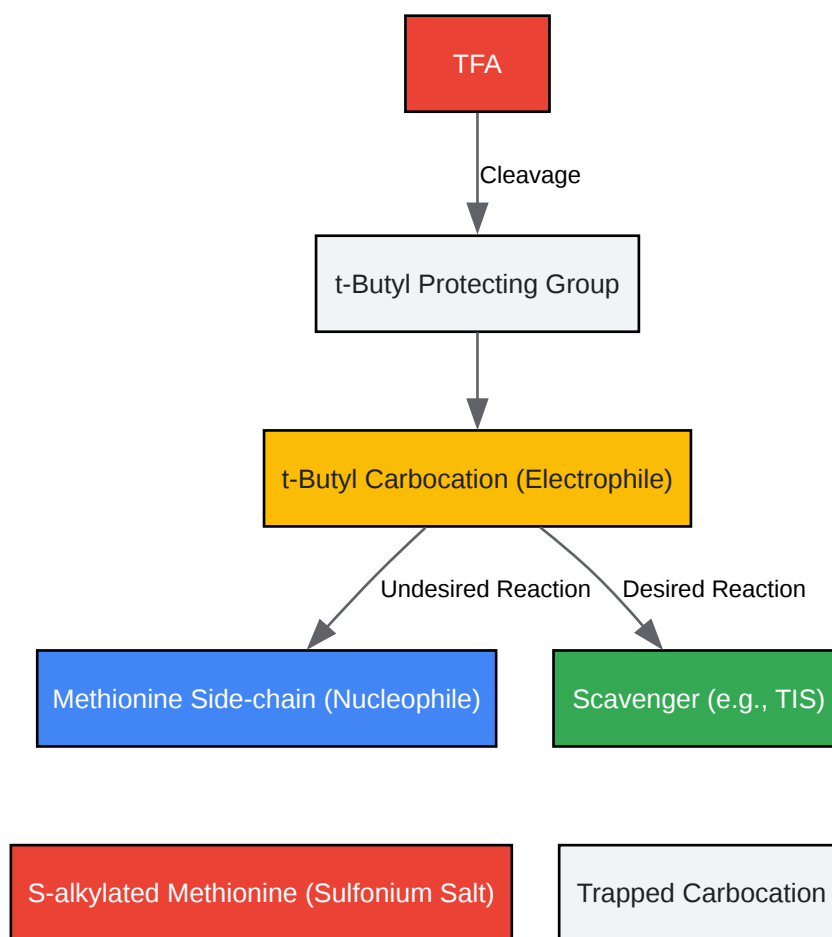 TFA
Cleavage
t-Butyl Protecting Group
t-Butyl Carbocation (Electrophile)
Undesired Reaction
Desired Reaction
Methionine Side-chain (Nucleophile)
Scavenger (e.g., TIS)
S-alkylated Methionine (Sulfonium Salt)
Trapped Carbocation